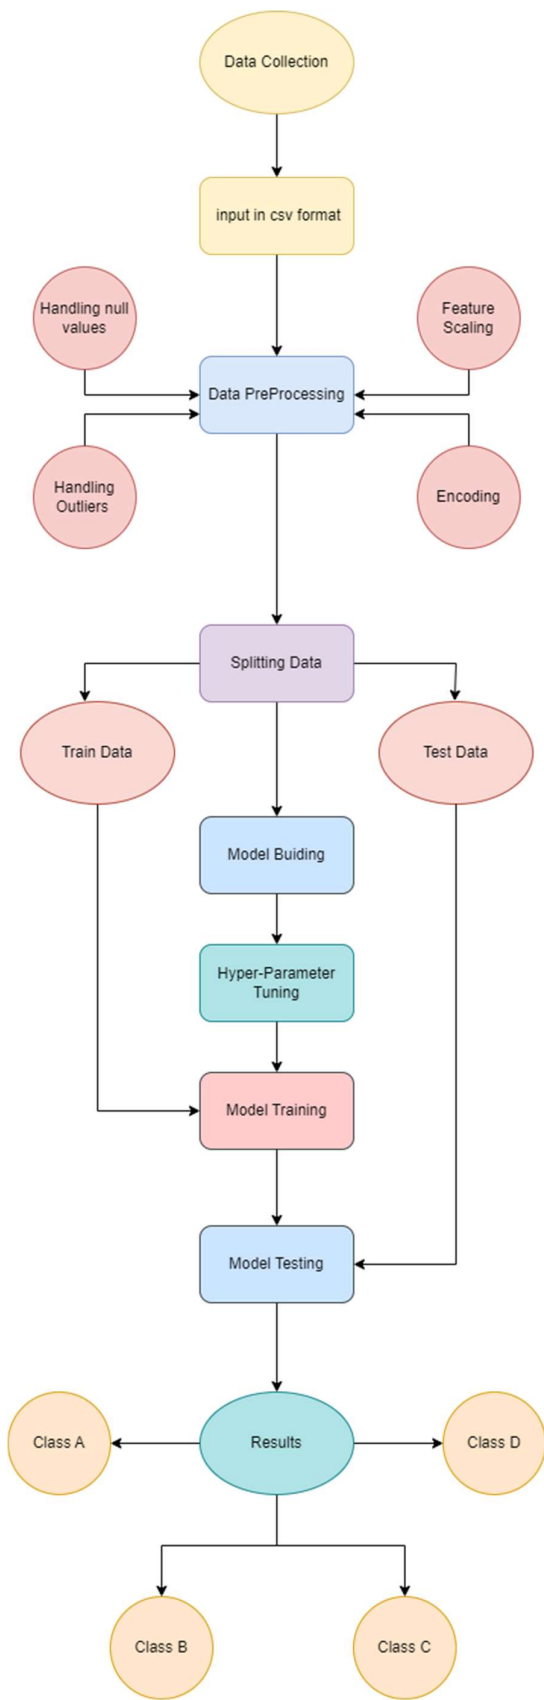 Data Collection
input in csv format
Handling null
values
Feature
Scaling
Data PreProcessing
Handling
Outliers
Encoding
Splitting Data
Train Data
Test Data
Model Buiding
Hyper-Parameter
Tuning
Model Training
Model Testing
Class A
Results
Class D
Class B
Class C